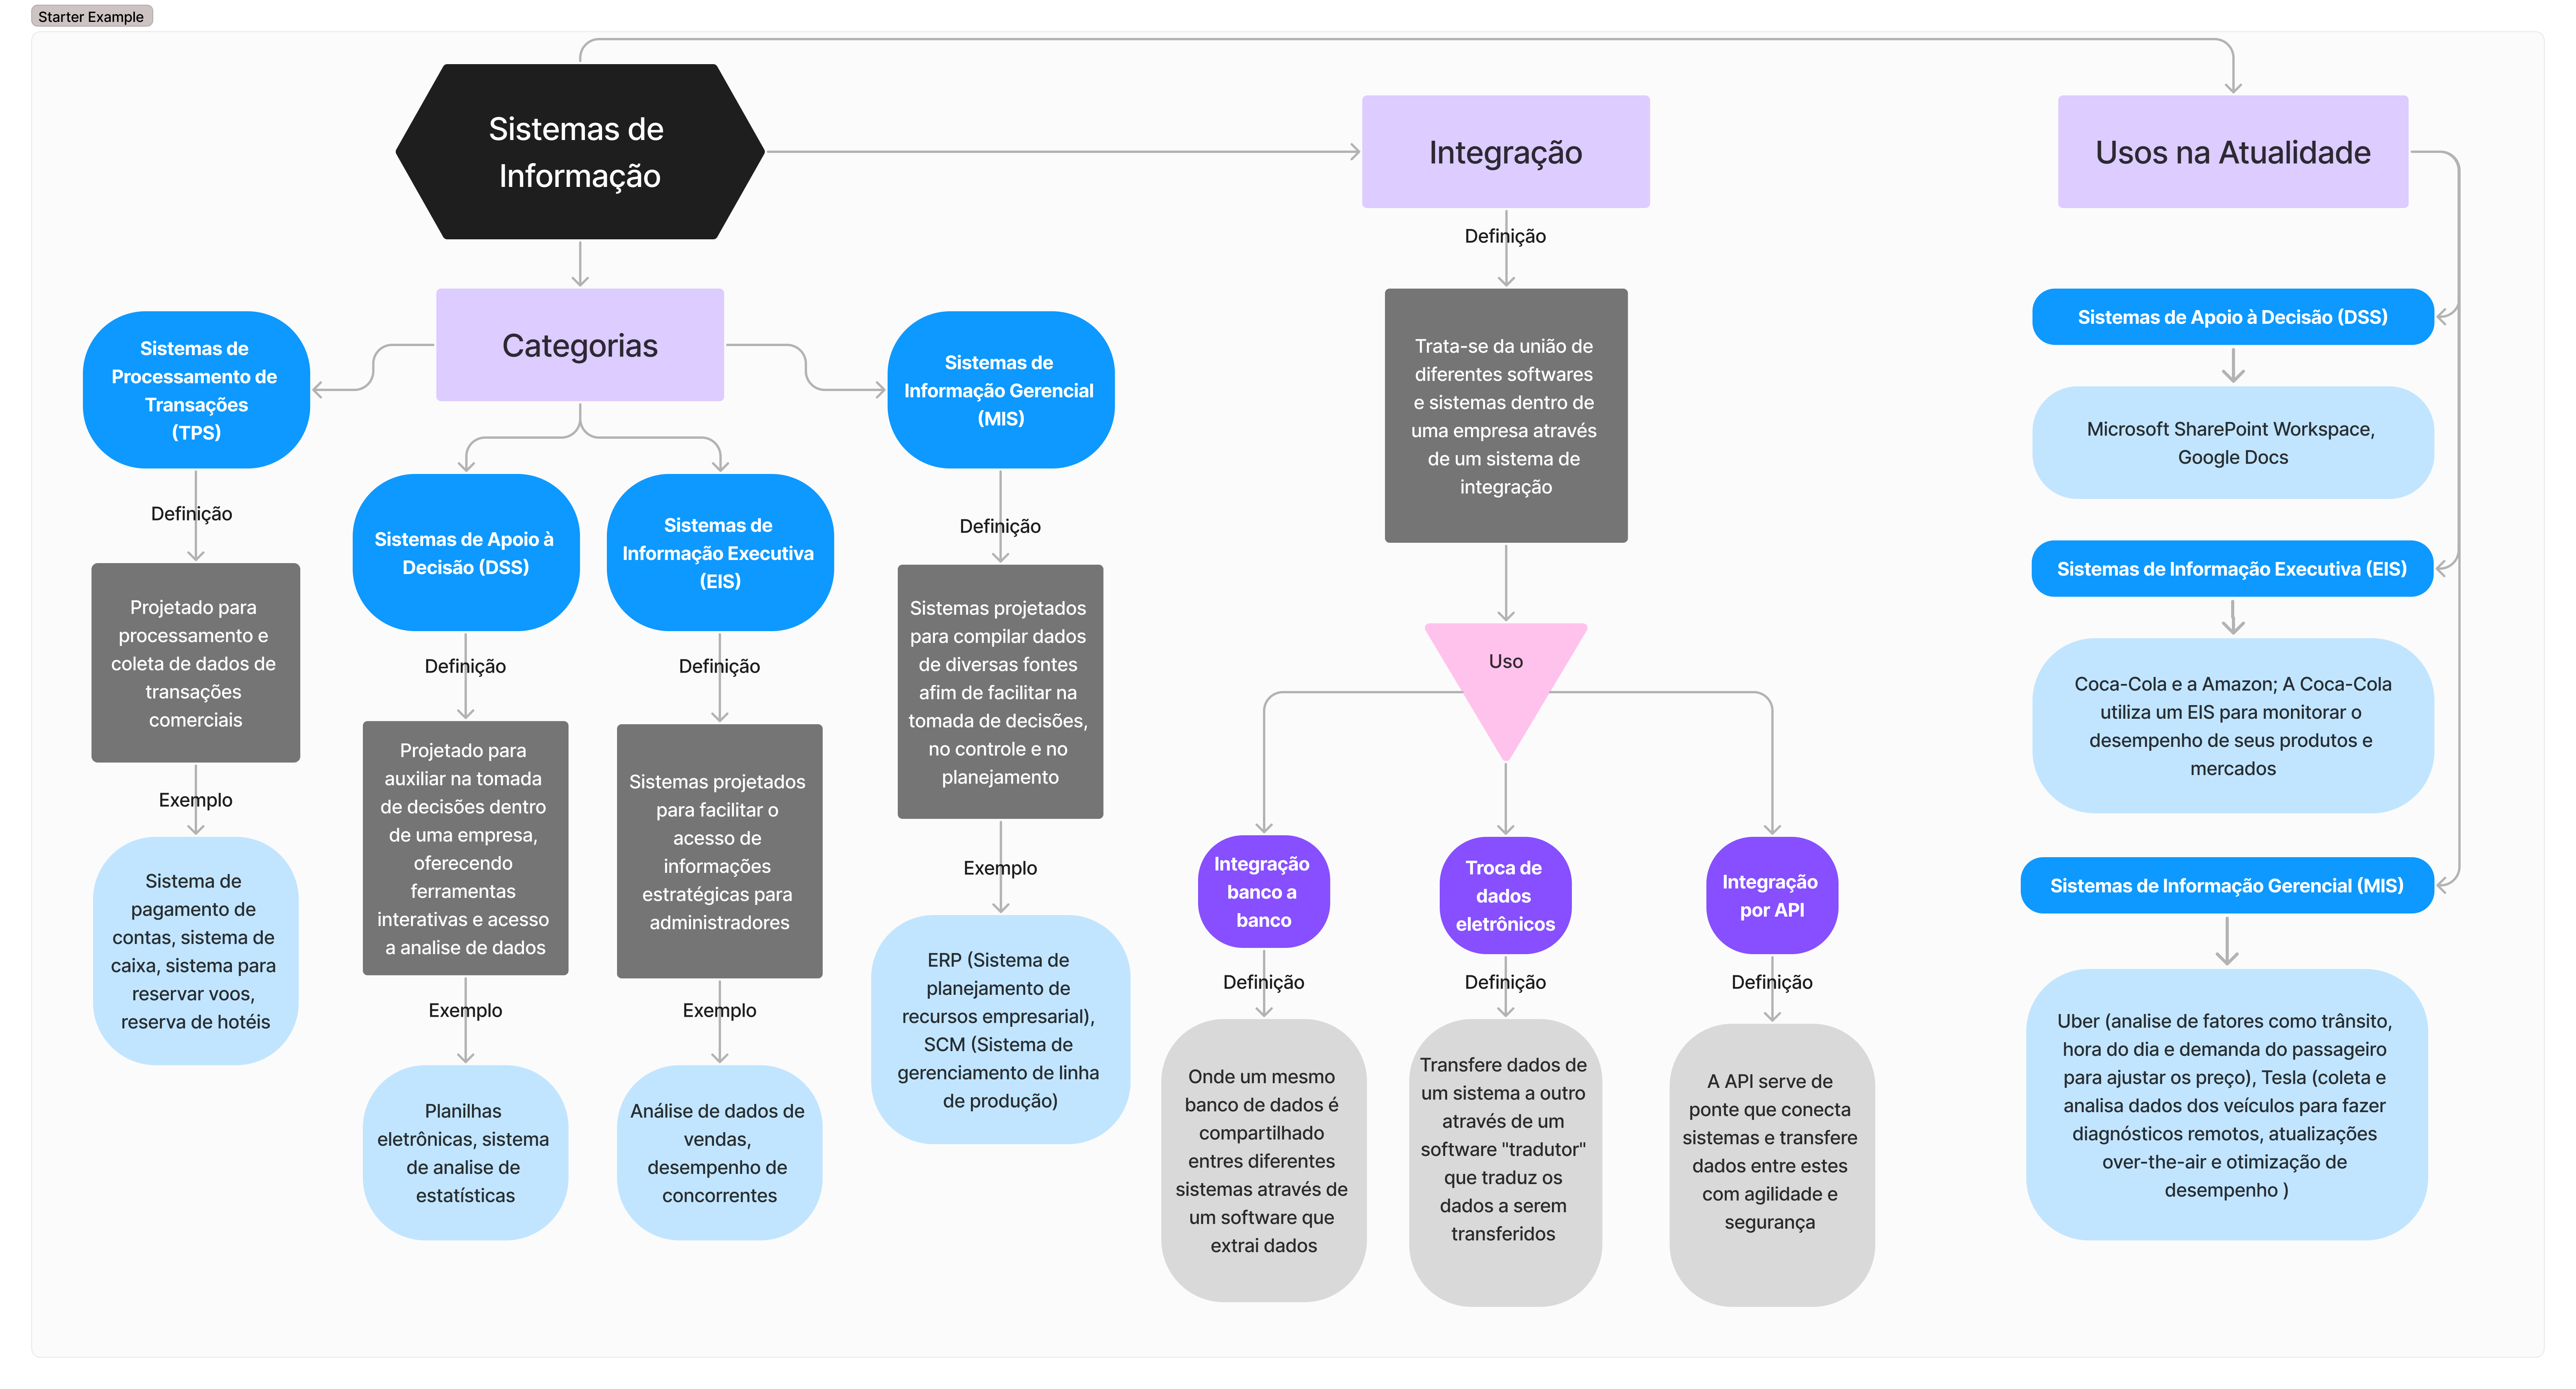 Starter Example
Sistemas de
Informação
Categorias
Sistemas de
Processamento de
Transações
(TPS)
Definição
Projetado para
processamento e
coleta de dados de
transações
comerciais
Exemplo
Sistema de
pagamento de
contas, sistema de
caixa, sistema para
reservar voos,
reserva de hotéis
Sistemas de Apoio à
Decisão (DSS)
Definição
Projetado para
auxiliar na tomada
de decisões dentro
de uma empresa,
oferecendo
ferramentas
interativas e acesso
a analise de dados
Exemplo
Planilhas
eletrônicas, sistema
de analise de
estatísticas
Sistemas de
Informação Executiva
(EIS)
Definição
Sistemas projetados
para facilitar o
acesso de
informações
estratégicas para
administradores
Exemplo
Análise de dados de
vendas,
desempenho de
concorrentes
Sistemas de
Informação Gerencial
(MIS)
Definição
Sistemas projetados
para compilar dados
de diversas fontes
afim de facilitar na
tomada de decisões,
no controle e no
planejamento
Exemplo
ERP (Sistema de
planejamento de
recursos empresarial),
SCM (Sistema de
gerenciamento de linha
de produção)
Integração
Definição
Trata-se da união de
diferentes softwares
e sistemas dentro de
uma empresa através
de um sistema de
integração
Uso
Integração
banco a
banco
Definição
Onde um mesmo
banco de dados é
compartilhado
entres diferentes
sistemas através de
um software que
extrai dados
Troca de
dados
eletrônicos
Definição
Transfere dados de
um sistema a outro
através de um
software "tradutor"
que traduz os
dados a serem
transferidos
Integração
por API
Definição
A API serve de
ponte que conecta
sistemas e transfere
dados entre estes
com agilidade e
segurança
Usos na Atualidade
Sistemas de Apoio à Decisão (DSS)
Microsoft SharePoint Workspace,
Google Docs
Sistemas de Informação Executiva (EIS)
Coca-Cola e a Amazon; A Coca-Cola
utiliza um EIS para monitorar o
desempenho de seus produtos e
mercados
Sistemas de Informação Gerencial (MIS)
Uber (analise de fatores como trânsito,
hora do dia e demanda do passageiro
para ajustar os preço), Tesla (coleta e
analisa dados dos veículos para fazer
diagnósticos remotos, atualizações
over-the-air e otimização de
desempenho )